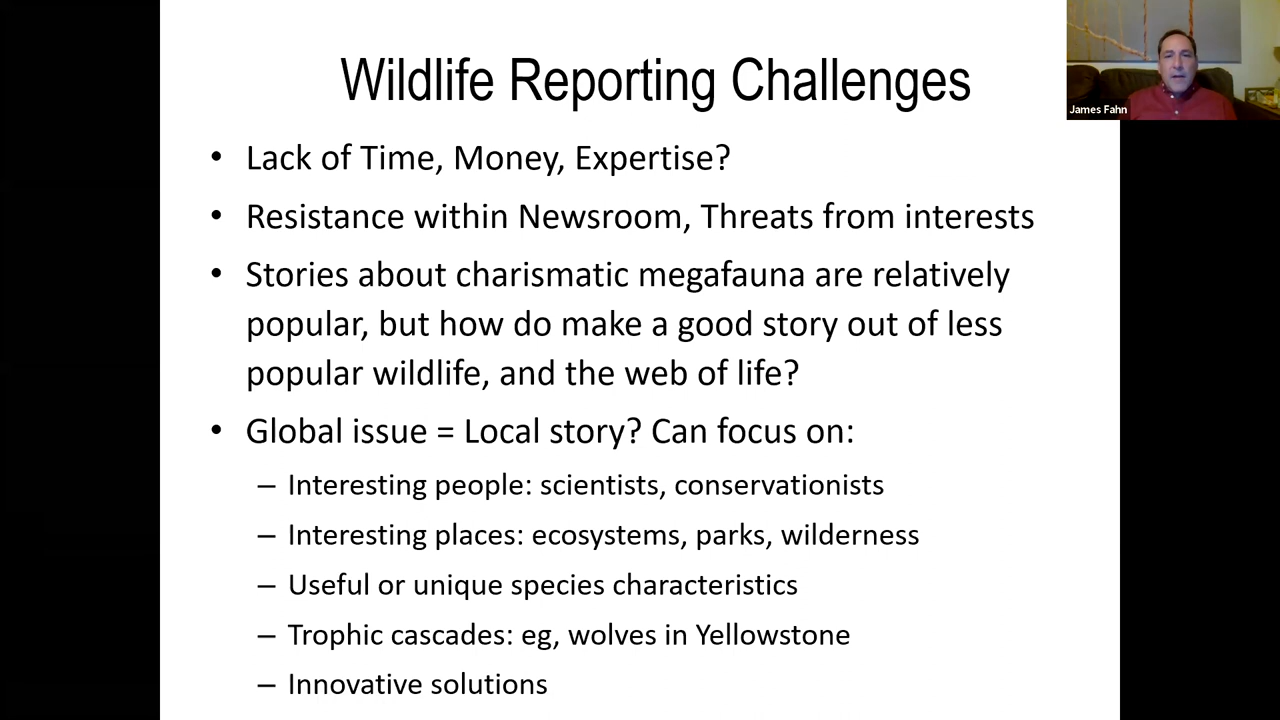 Wildlife Reporting Challenges
James Fahn
• Lack of Time, Money, Expertise?
• Resistance within Newsroom, Threats from interests
• Stories about charismatic megafauna are relatively
popular, but how do make a good story out of less
popular wildlife, and the web of life?
• Global issue = Local story? Can focus on:
– Interesting people: scientists, conservationists
– Interesting places: ecosystems, parks, wilderness
– Useful or unique species characteristics
– Trophic cascades: eg, wolves in Yellowstone
– Innovative solutions